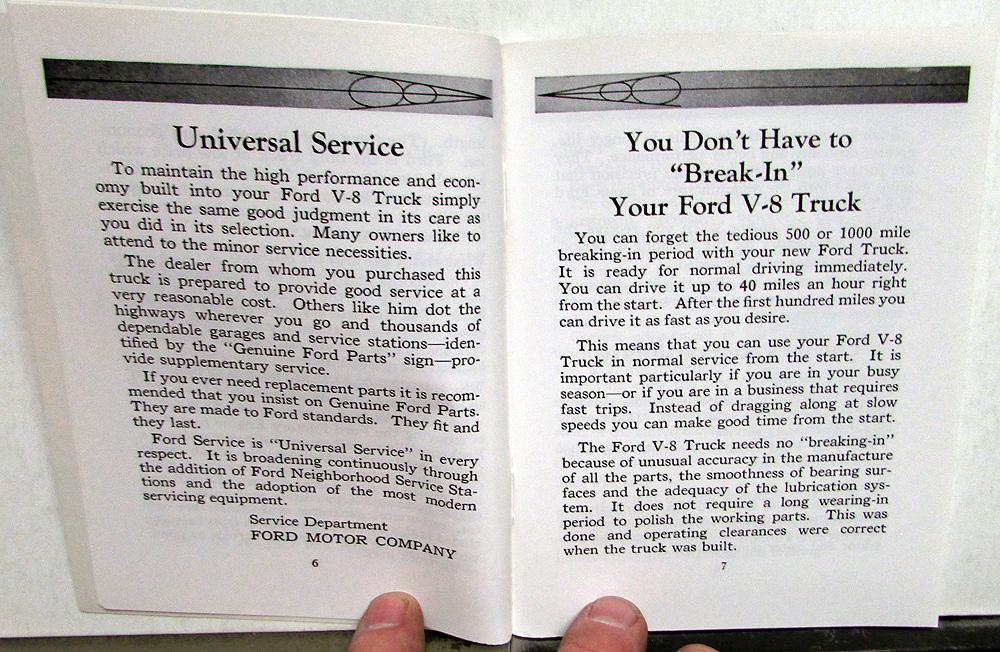 Universal Service
To maintain the high performance and econ-
omy built into your Ford V-8 Truck simply
exercise the same good judgment in its care as
you did in its selection. Many owners like to
attend to the minor service necessities.
The dealer from whom you purchased this
truck is prepared to provide good service at a
very reasonable cost. Others like him dot the
highways wherever you go and thousands of
dependable garages and service stations—iden-
tified by the "Genuine Ford Parts" sign—pro-
vide supplementary service.
If you ever need replacement parts it is recom-
mended that you insist on Genuine Ford Parts.
They are made to Ford standards. They fit and
they last.
Ford Service is "Universal Service" in every
respect. It is broadening continuously through
the addition of Ford Neighborhood Service Sta-
tions and the adoption of the most modern
servicing equipment.
Service Department
FORD MOTOR COMPANY
6
You Don't Have to
"Break-In"
Your Ford V-8 Truck
You can forget the tedious 500 or 1000 mile
breaking-in period with your new Ford Truck.
It is ready for normal driving immediately.
You can drive it up to 40 miles an hour right
from the start. After the first hundred miles you
can drive it as fast as you desire.
This means that you can use your Ford V-8
Truck in normal service from the start. It is
important particularly if you are in your busy
season—or if you are in a business that requires
fast trips. Instead of dragging along at slow
speeds you can make good time from the start.
The Ford V-8 Truck needs no "breaking-in"
because of unusual accuracy in the manufacture
of all the parts, the smoothness of bearing sur-
faces and the adequacy of the lubrication sys-
tem. It does not require a long wearing-in
period to polish the working parts. This was
done and operating clearances were correct
when the truck was built.
7